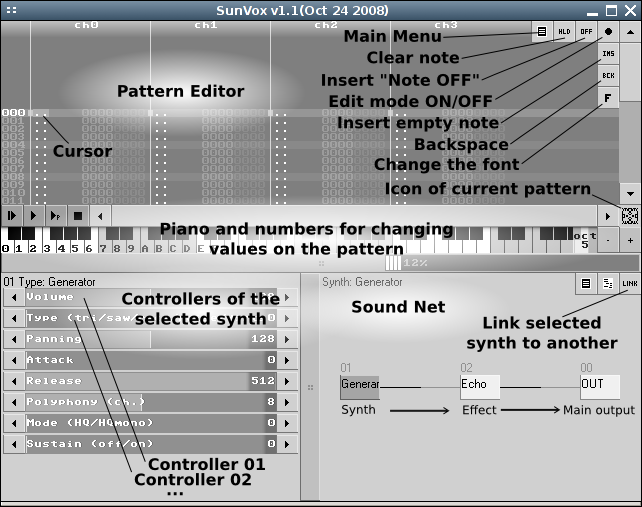 SunVox v1.1(Oct 24 2008)
ch0 ch1 ch2 ch3
Main Menu
HLD OFF
Clear note
INS
Insert "Note OFF"
BCK
Pattern Editor
Edit mode ON/OFF
F
000
Insert empty note
001
002
Backspace
003
Cursor
004
Change the font
005
006
007
Icon of current pattern
008
009
010
011
Piano and numbers for changing
values on the pattern
oct
5
- +
0 1 2 3 4 5 6 7 8 9 A B C D E
12%
01 Type: Generator
Synth: Generator
Volume
Controllers of the
selected synth
Type (tri/saw/ 0
Panning 128
Attack 0
Release 512
Polyphony (ch.) 8
Mode (HQ/HQmono) 0
Sustain (off/on) 0
Controller 01
Controller 02
...
LINK
Sound Net
Link selected
synth to another
01 02 00
Generar Echo OUT
Synth Effect Main output